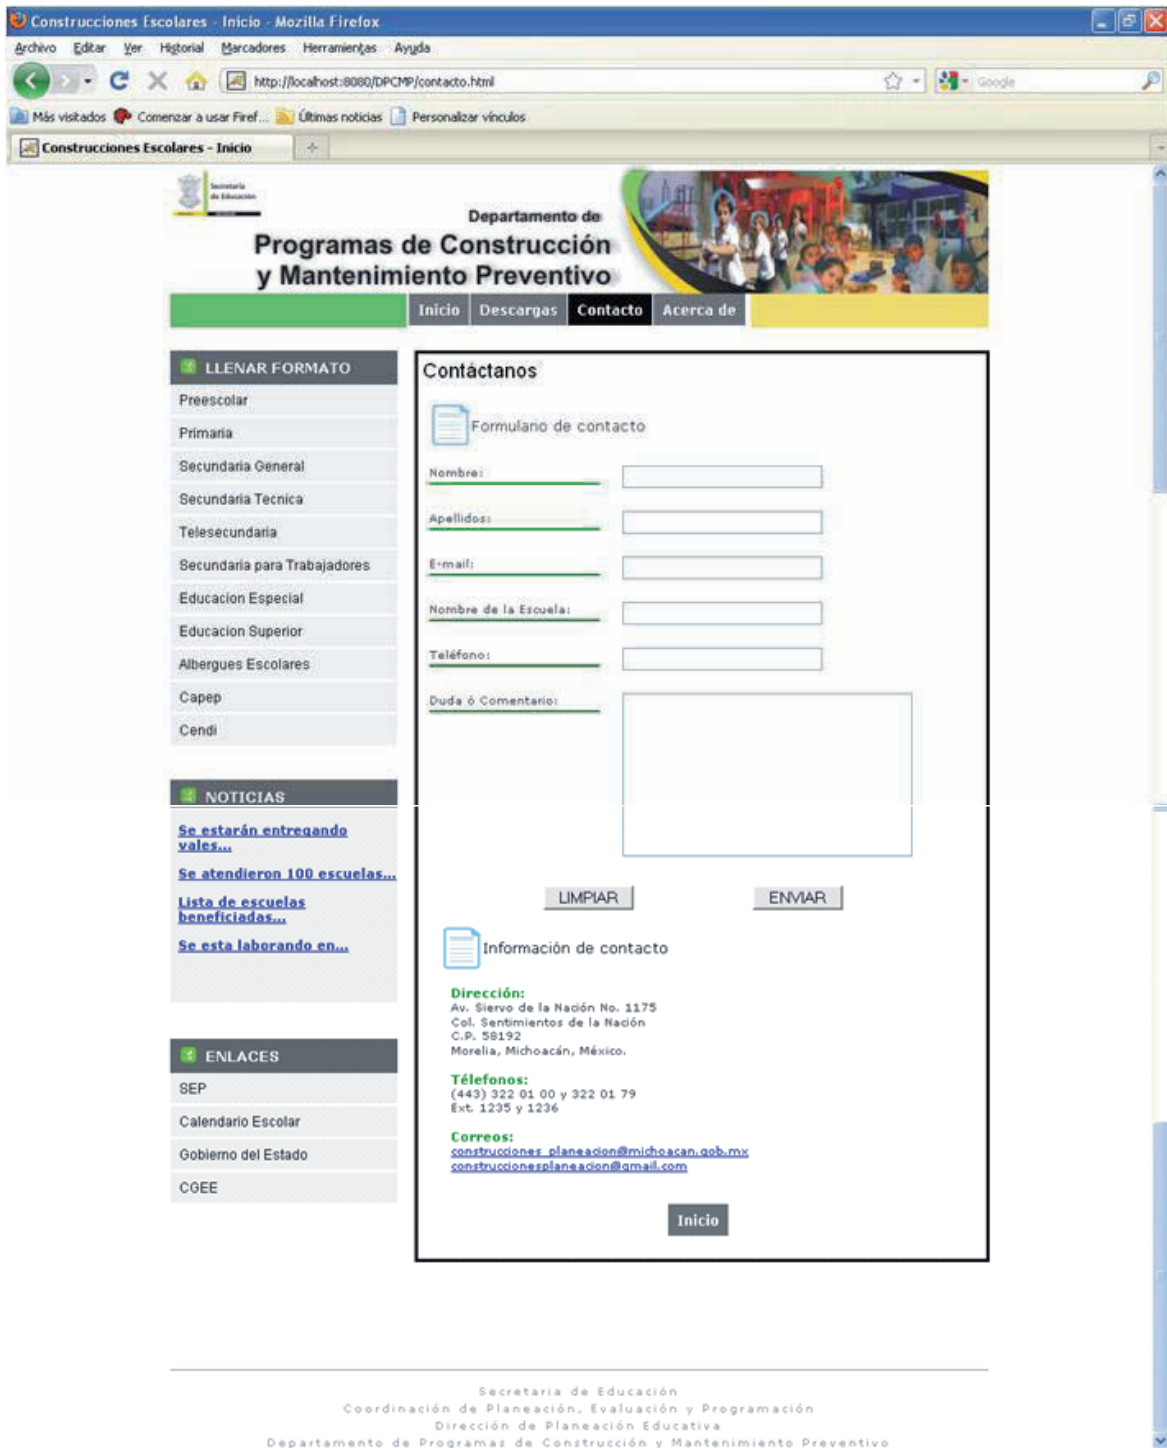 Construcciones Escolares - Inicio - Mozilla Firefox
Archivo Editar Ver Historial Marcadores Herramientas Ayuda
http://localhost:8080/DPCMP/contacto.html
Google
Más visitados Comenzar a usar Firef... Últimas noticias Personalizar vínculos
Construcciones Escolares - Inicio
Secretaría
de Educación
Departamento de
Programas de Construcción
y Mantenimiento Preventivo
Inicio Descargas Contacto Acerca de
LLENAR FORMATO
Preescolar
Primaria
Secundaria General
Secundaria Tecnica
Telesecundaria
Secundaria para Trabajadores
Educacion Especial
Educacion Superior
Albergues Escolares
Capep
Cendi
NOTICIAS
Se estarán entregando
vales...
Se atendieron 100 escuelas...
Lista de escuelas
beneficiadas...
Se esta laborando en...
ENLACES
SEP
Calendario Escolar
Gobierno del Estado
CGEE
Contáctanos
Formulario de contacto
Nombre:
Apellidos:
E-mail:
Nombre de la Escuela:
Teléfono:
Duda ó Comentario:
LIMPIAR ENVIAR
Información de contacto
Dirección:
Av. Siervo de la Nación No. 1175
Col. Sentimientos de la Nación
C.P. 58192
Morelia, Michoacán, México.
Télefonos:
(443) 322 01 00 y 322 01 79
Ext. 1235 y 1236
Correos:
construcciones_planeacion@michoacan.gob.mx
construccionesplaneacion@gmail.com
Inicio
Secretaria de Educación
Coordinación de Planeación, Evaluación y Programación
Dirección de Planeación Educativa
Departamento de Programas de Construcción y Mantenimiento Preventivo